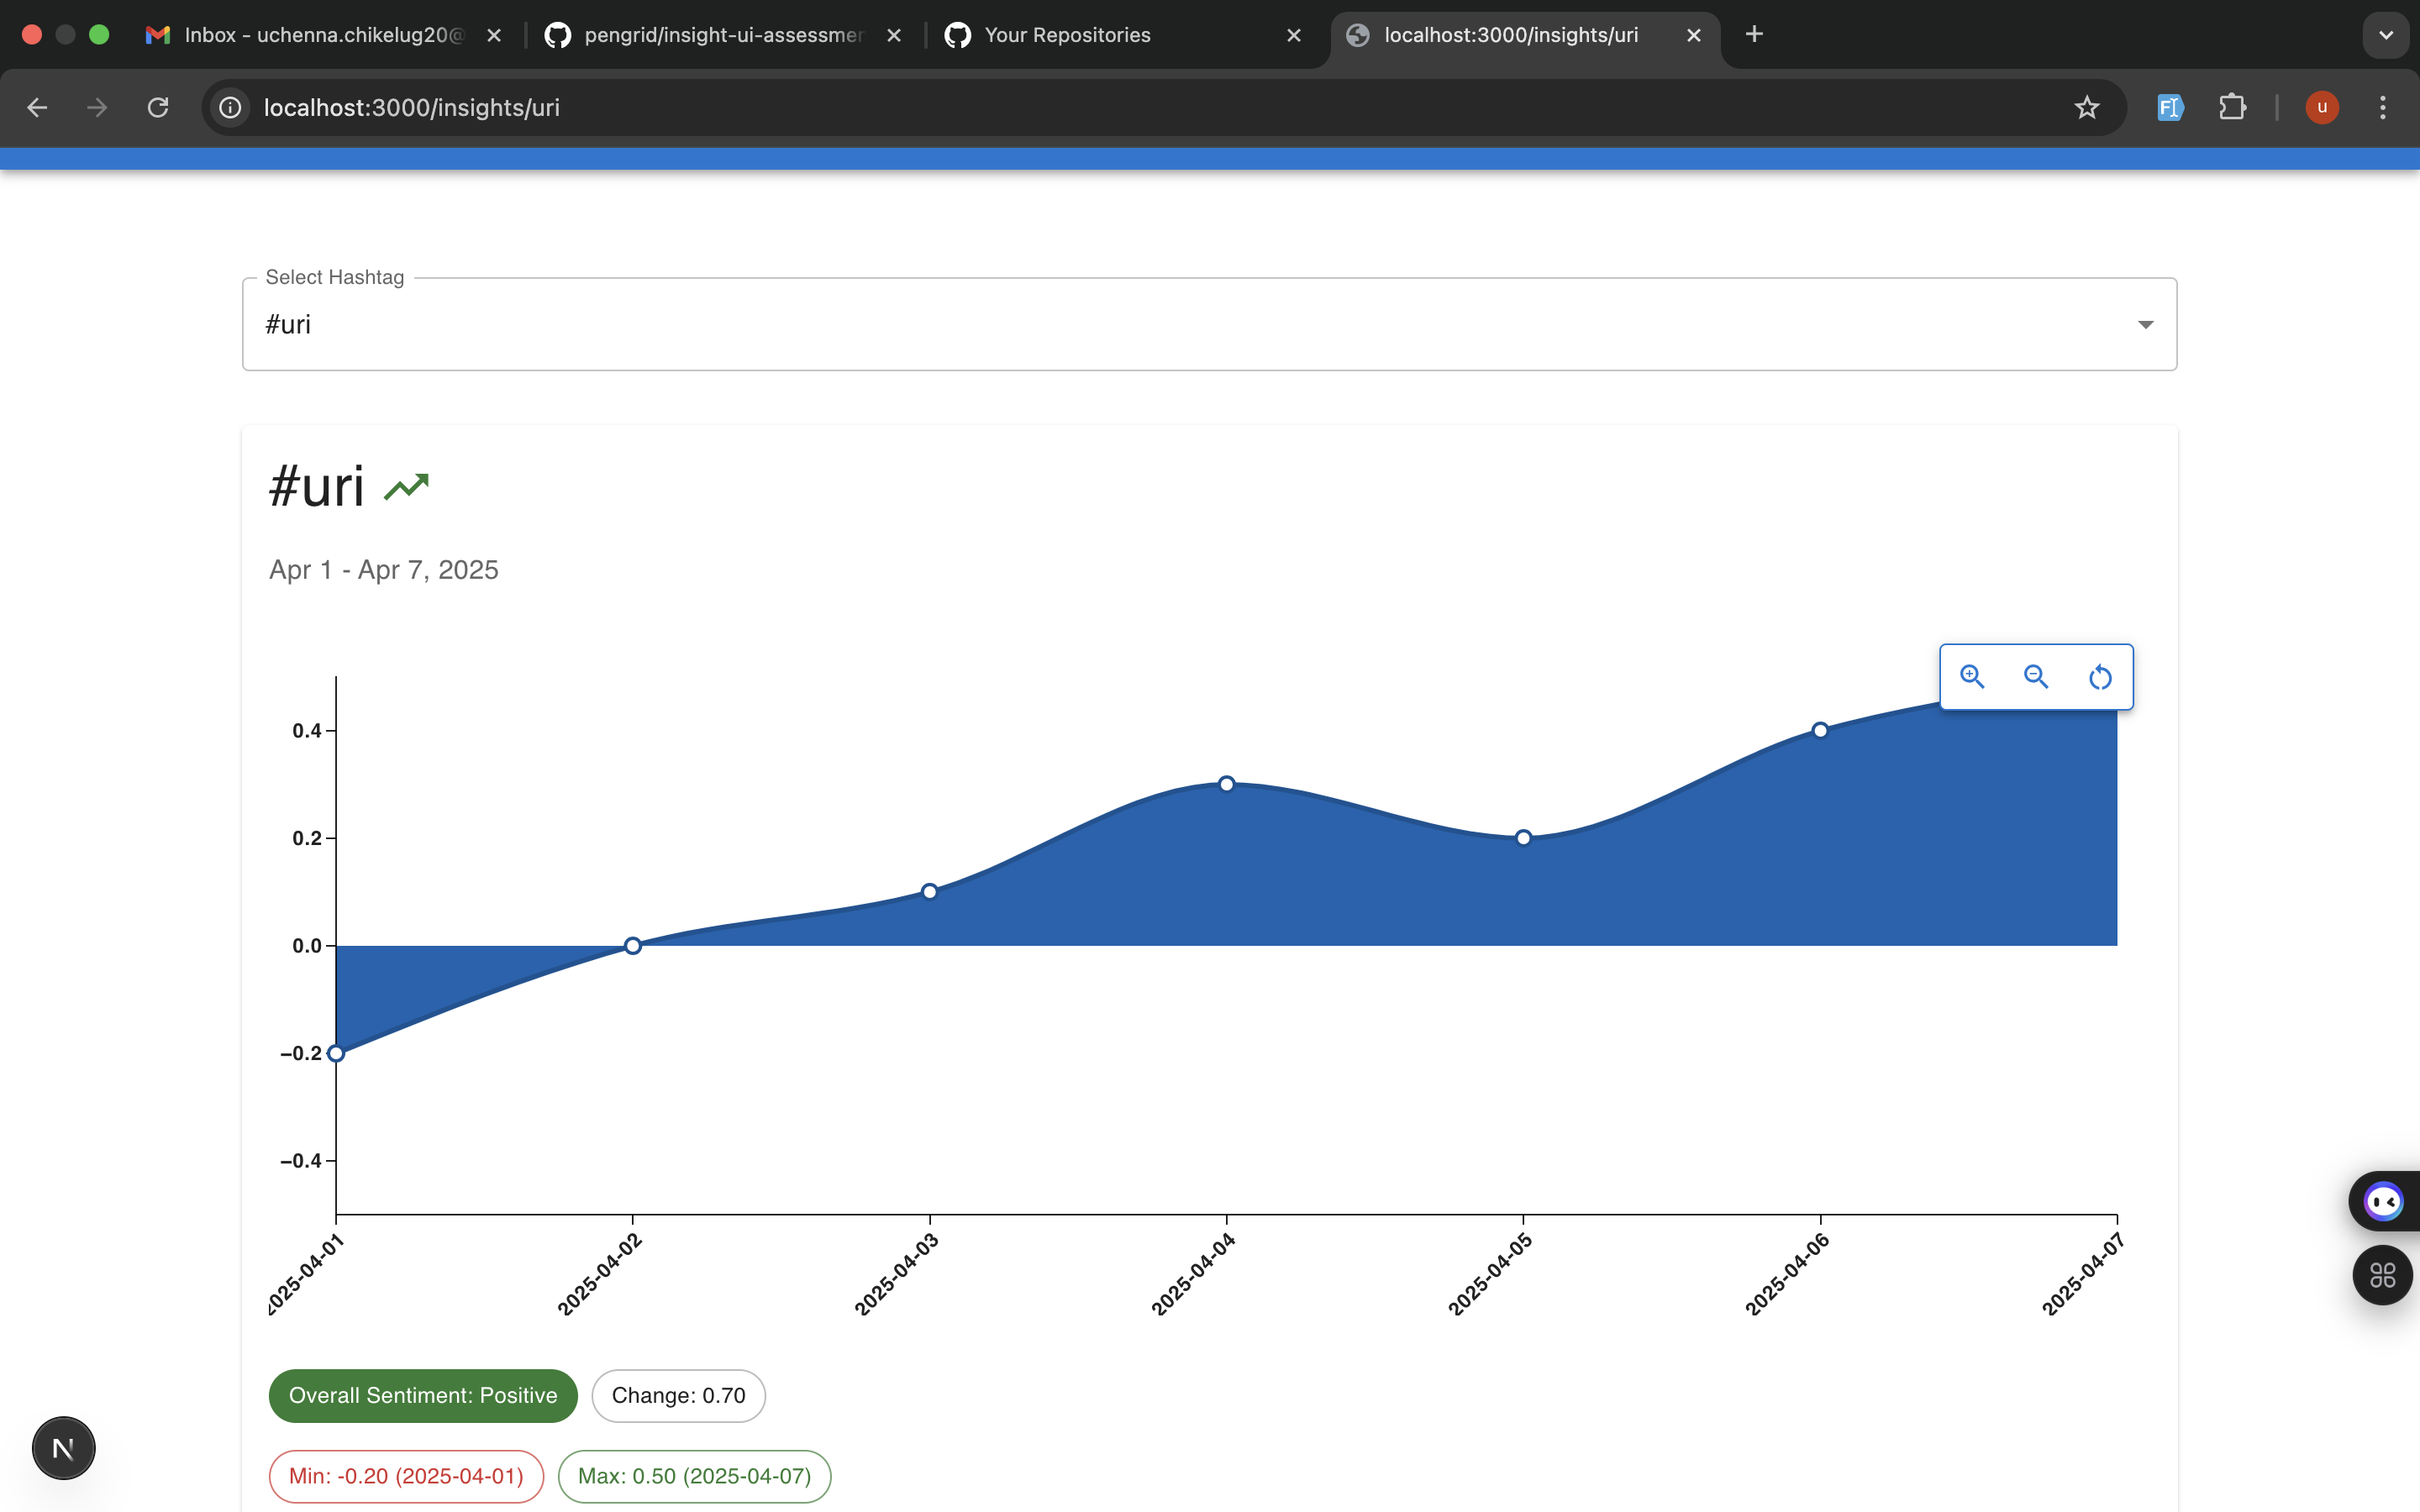 Inbox - uchenna.chikelug20@
pengrid/insight-ui-assessmer
Your Repositories
localhost:3000/insights/uri
localhost:3000/insights/uri
u
Select Hashtag
#uri
#uri
Apr 1 - Apr 7, 2025
0.4
0.2
0.0
−0.2
−0.4
2025-04-01
2025-04-02
2025-04-03
2025-04-04
2025-04-05
2025-04-06
2025-04-07
Overall Sentiment: Positive
Change: 0.70
N
Min: -0.20 (2025-04-01)
Max: 0.50 (2025-04-07)